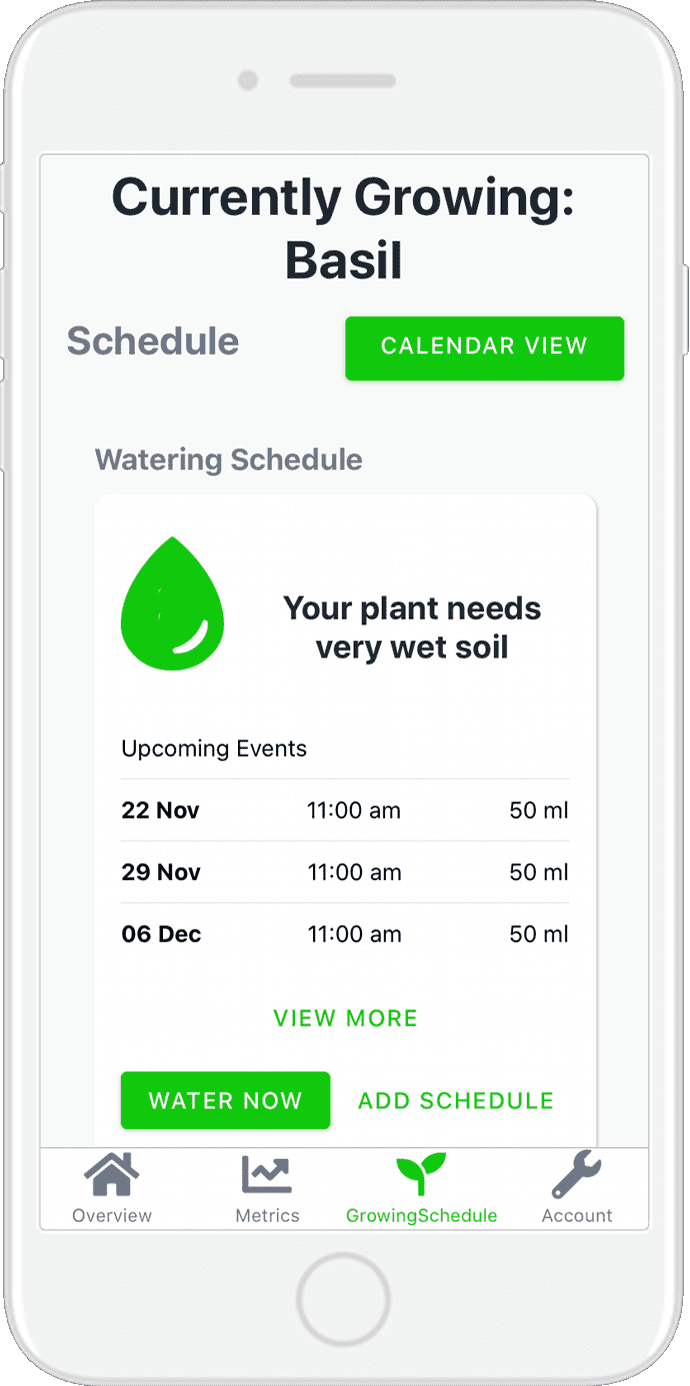 Currently Growing:
Basil
Schedule
CALENDAR VIEW
Watering Schedule
Your plant needs
very wet soil
Upcoming Events
22 Nov 11:00 am 50 ml
29 Nov 11:00 am 50 ml
06 Dec 11:00 am 50 ml
VIEW MORE
WATER NOW ADD SCHEDULE
Overview Metrics GrowingSchedule Account